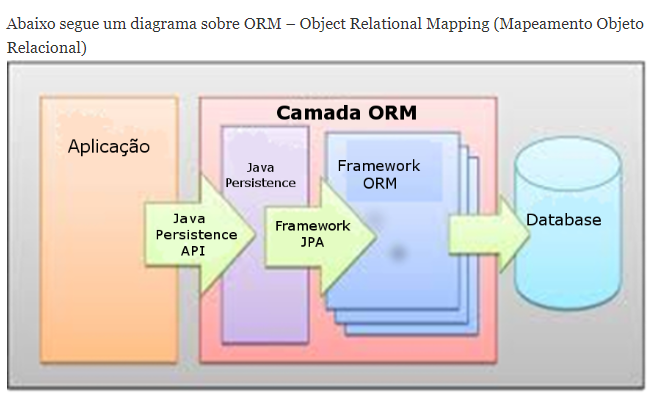 Abaixo segue um diagrama sobre ORM – Object Relational Mapping (Mapeamento Objeto
Relacional)
Camada ORM
Aplicação
Java
Persistence
API
Java
Persistence
Framework
JPA
Framework
ORM
Database